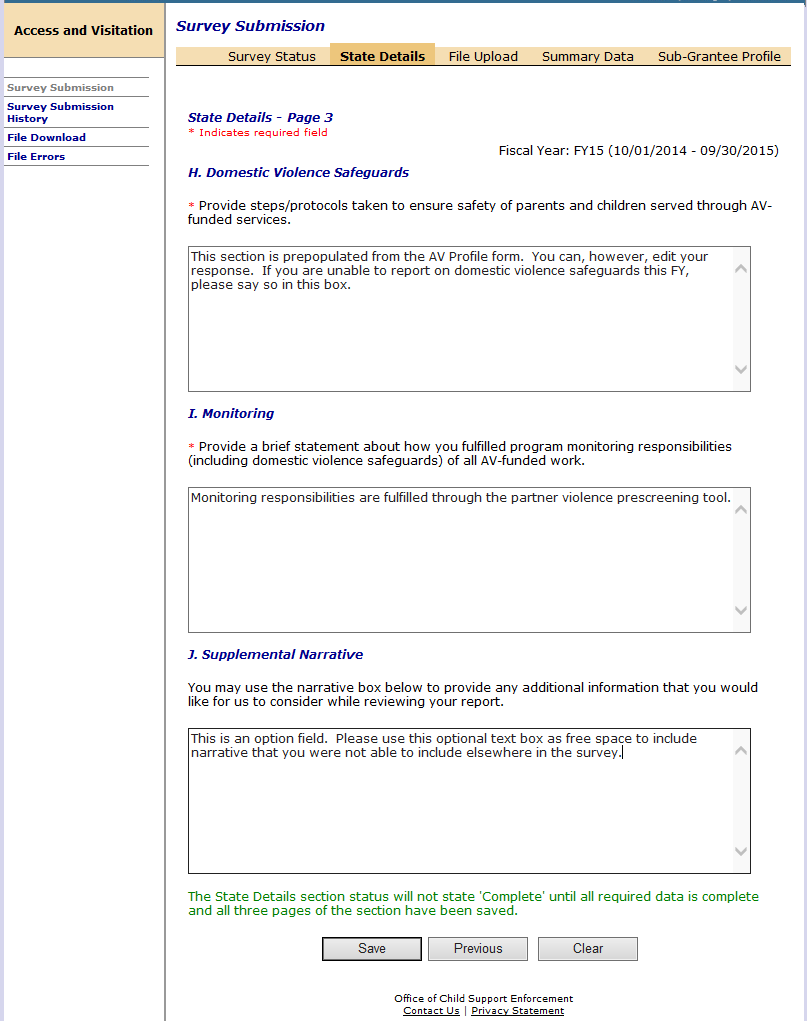 Access and Visitation
Survey Submission
Survey Submission
History
File Download
File Errors
Survey Submission
Survey Status State Details File Upload Summary Data Sub-Grantee Profile
State Details - Page 3
* Indicates required field
Fiscal Year: FY15 (10/01/2014 - 09/30/2015)
H. Domestic Violence Safeguards
* Provide steps/protocols taken to ensure safety of parents and children served through AV-
funded services.
This section is prepopulated from the AV Profile form.  You can, however, edit your
response.  If you are unable to report on domestic violence safeguards this FY,
please say so in this box.
I. Monitoring
* Provide a brief statement about how you fulfilled program monitoring responsibilities
(including domestic violence safeguards) of all AV-funded work.
Monitoring responsibilities are fulfilled through the partner violence prescreening tool.
J. Supplemental Narrative
You may use the narrative box below to provide any additional information that you would
like for us to consider while reviewing your report.
This is an option field.  Please use this optional text box as free space to include
narrative that you were not able to include elsewhere in the survey.
The State Details section status will not state 'Complete' until all required data is complete
and all three pages of the section have been saved.
Save Previous Clear
Office of Child Support Enforcement
Contact Us | Privacy Statement